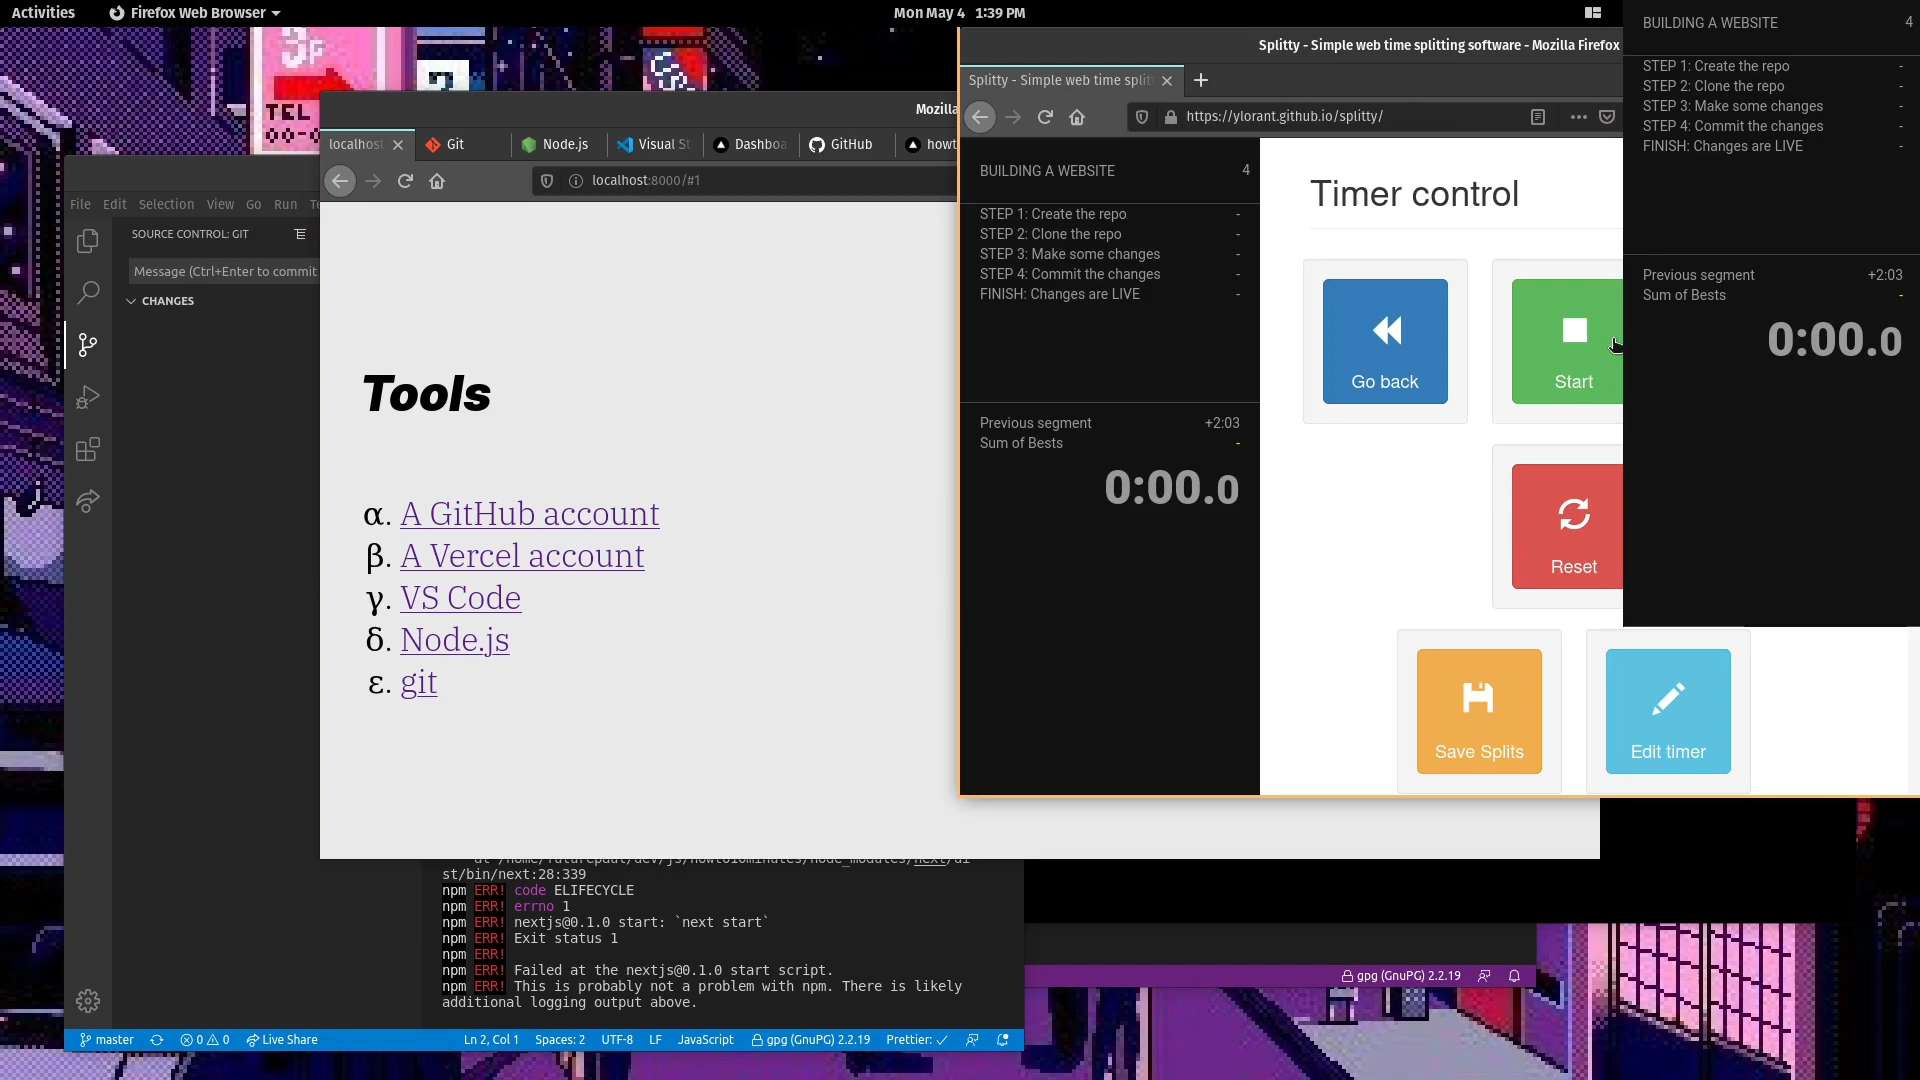 Activities
Firefox Web Browser
Mon May 4 1:39 PM
TEL
Splitty - Simple web time splitting software - Mozilla Firefox
Splitty - Simple web time split
https://ylorant.github.io/splitty/
BUILDING A WEBSITE 4
STEP 1: Create the repo -
STEP 2: Clone the repo -
STEP 3: Make some changes -
STEP 4: Commit the changes -
FINISH: Changes are LIVE -
Previous segment +2:03
Sum of Bests -
0:00.0
Timer control
Go back
Start
Reset
Save Splits
Edit timer
BUILDING A WEBSITE 4
STEP 1: Create the repo -
STEP 2: Clone the repo -
STEP 3: Make some changes -
STEP 4: Commit the changes -
FINISH: Changes are LIVE -
Previous segment +2:03
Sum of Bests -
0:00.0
Mozilla
localhost
Git
Node.js
Visual St
Dashboa
GitHub
howt
localhost:8000/#1
Tools
α. A GitHub account
β. A Vercel account
γ. VS Code
δ. Node.js
ε. git
File Edit Selection View Go Run Te
SOURCE CONTROL: GIT
Message (Ctrl+Enter to commit
CHANGES
st/bin/next:28:339
npm ERR! code ELIFECYCLE
npm ERR! errno 1
npm ERR! nextjs@0.1.0 start: `next start`
npm ERR! Exit status 1
npm ERR!
npm ERR! Failed at the nextjs@0.1.0 start script.
npm ERR! This is probably not a problem with npm. There is likely
additional logging output above.
master 0 0 Live Share Ln 2, Col 1 Spaces: 2 UTF-8 LF JavaScript gpg (GnuPG) 2.2.19 Prettier: ✓
gpg (GnuPG) 2.2.19